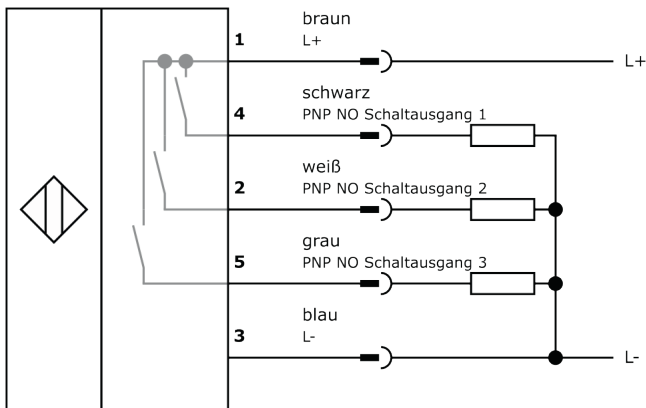 braun
1 L+
L+
schwarz
4 PNP NO Schaltausgang 1
weiß
2 PNP NO Schaltausgang 2
grau
5 PNP NO Schaltausgang 3
blau
3 L-
L-